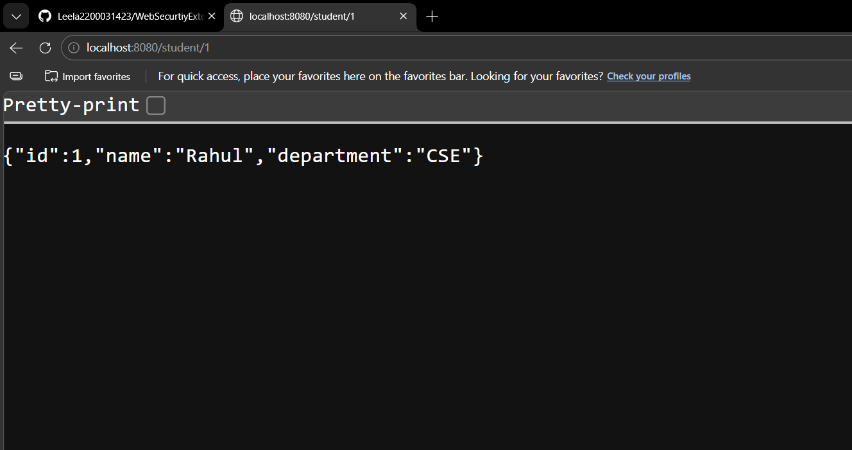 Leela2200031423/WebSecurtiyExte
localhost:8080/student/1
localhost:8080/student/1
Import favorites
For quick access, place your favorites here on the favorites bar. Looking for your favorites? Check your profiles
Pretty-print
{"id":1,"name":"Rahul","department":"CSE"}